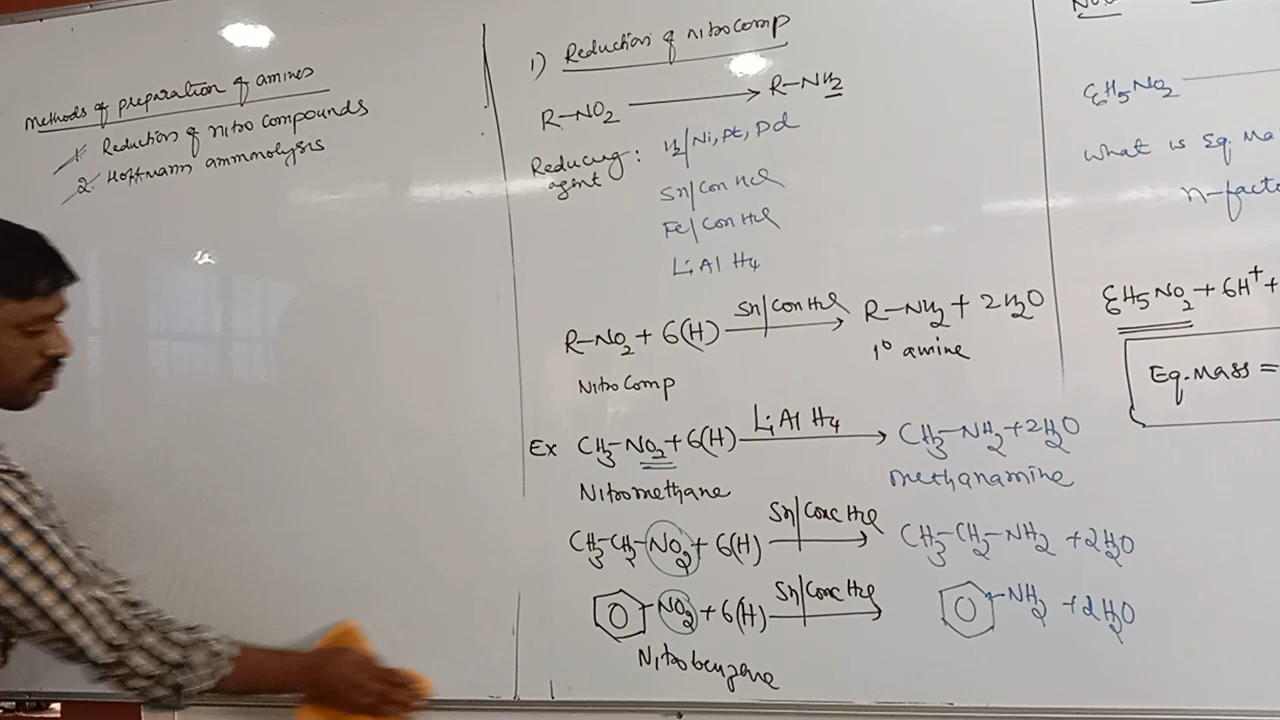 Methods of preparation of amines
1. Reduction of nitro compounds
2. Hoffmann ammnolysis
1) Reduction of nitrocomp
R-NO2 → R-NH2
Reducing agent : H2/Ni, Pt, Pd
Sn/Con HCl
Fe/Con HCl
LiAlH4
R-NO2 + 6(H) Sn/Con HCl → R-NH2 + 2H2O
Nitro Comp 1° amine
Ex CH3-NO2 + 6(H) LiAlH4 → CH3-NH2 + 2H2O
Nitromethane methanamine
CH3-CH2-NO2 + 6(H) Sn/Conc HCl → CH3-CH2-NH2 + 2H2O
-NO2 + 6(H) Sn/Conc HCl → -NH2 + 2H2O
Nitrobenzene
C6H5NO2
what is Eq. Ma
n-facto
C6H5NO2 + 6H+ +
Eq. Mass =